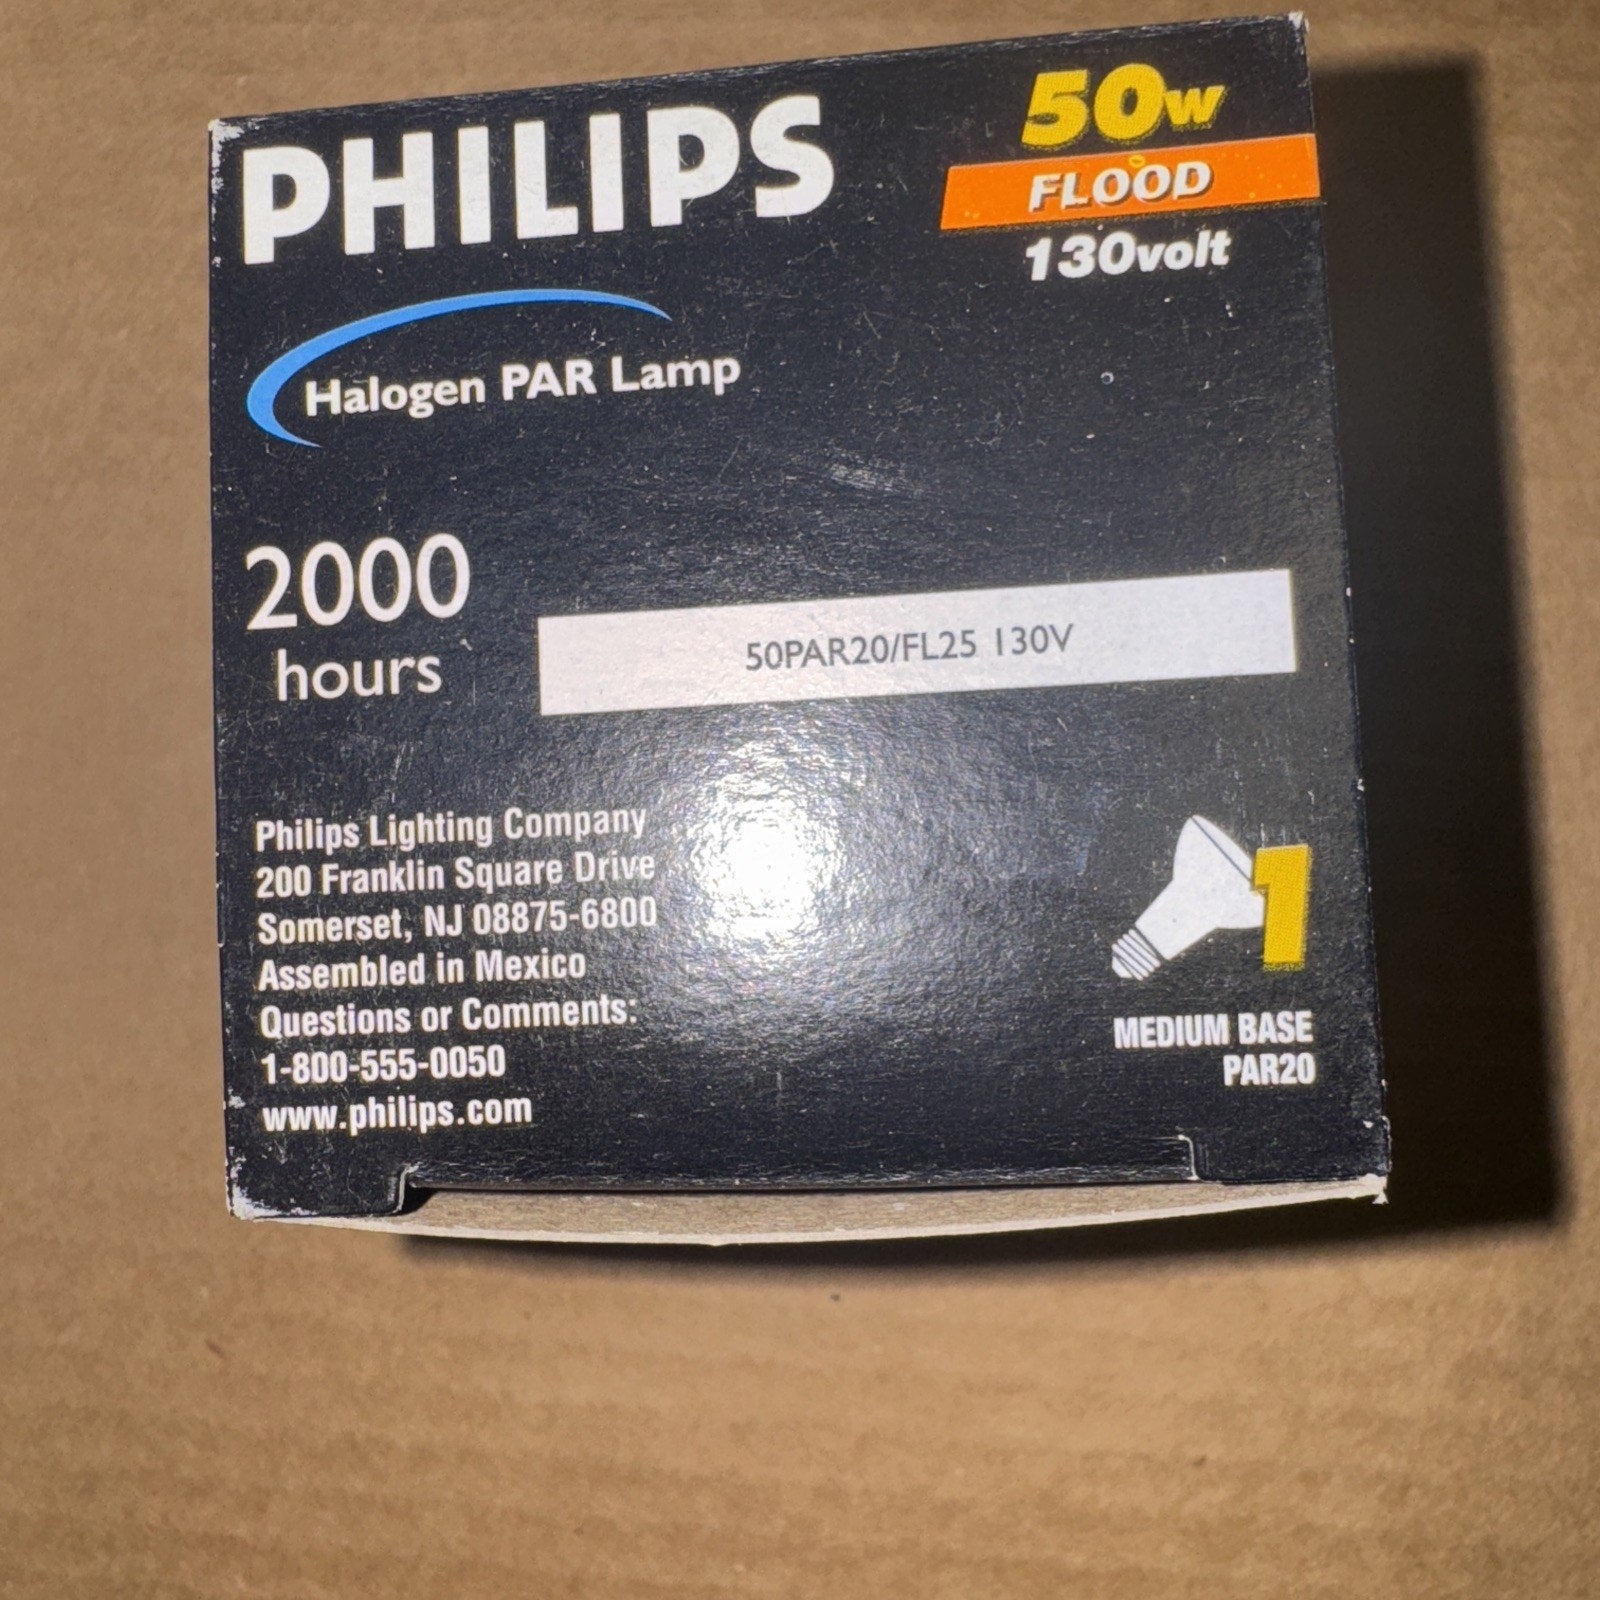 PHILIPS
50W
FLOOD
130volt
Halogen PAR Lamp
2000
hours
50PAR20/FL25 130V
Philips Lighting Company
200 Franklin Square Drive
Somerset, NJ 08875-6800
Assembled in Mexico
Questions or Comments:
1-800-555-0050
www.philips.com
1
MEDIUM BASE
PAR20